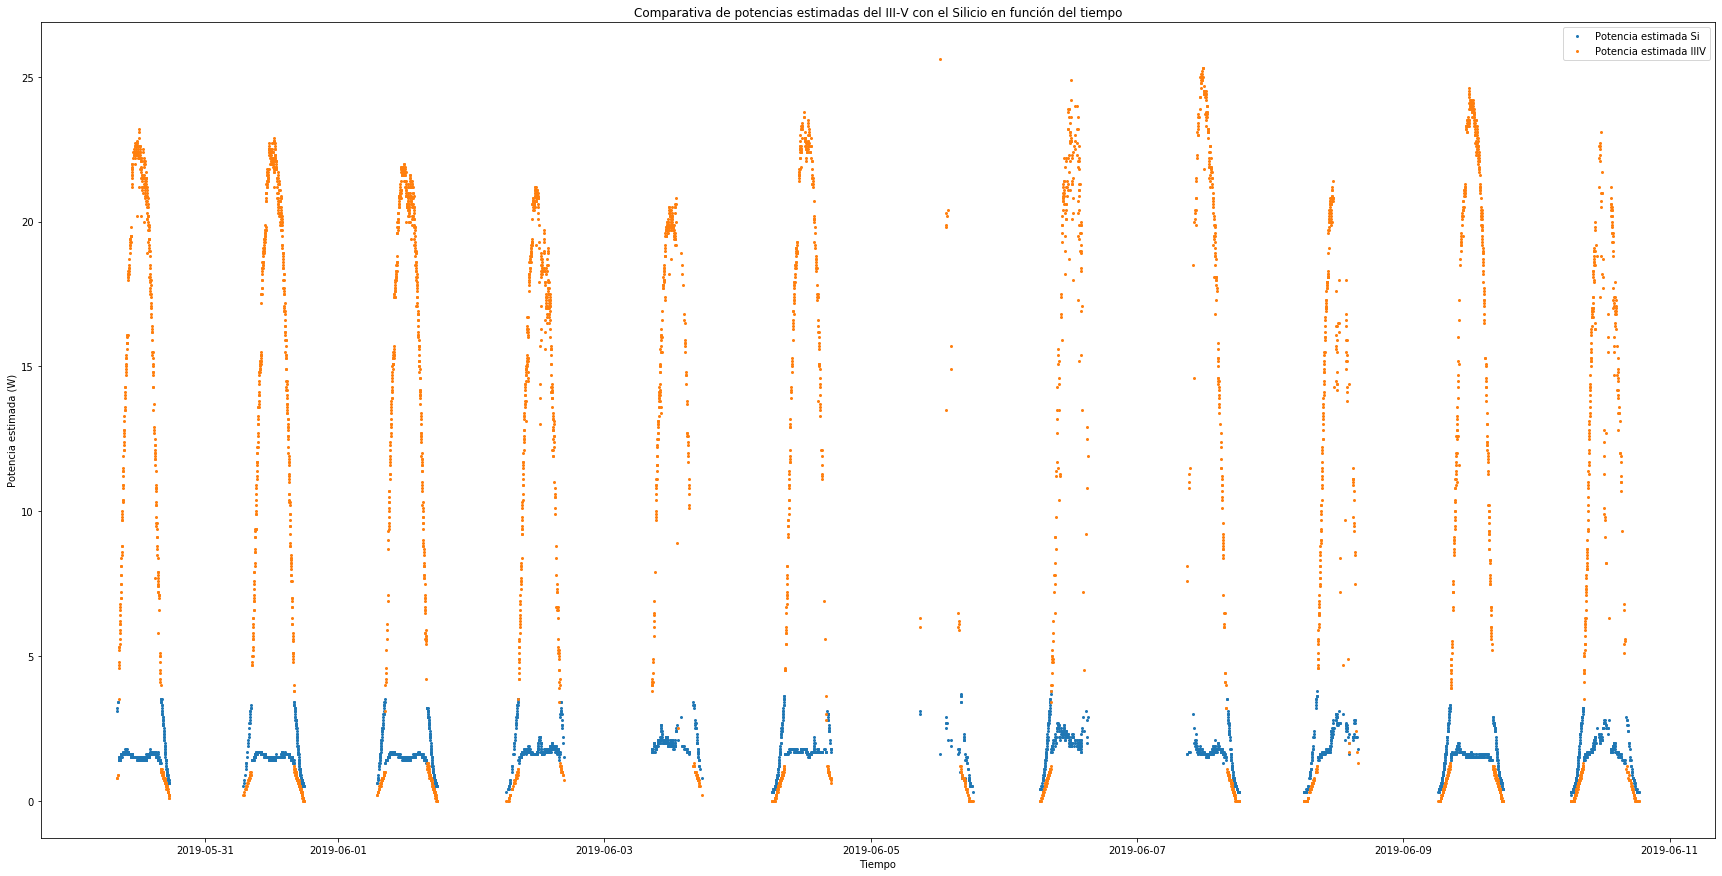 Comparativa de potencias estimadas del III-V con el Silicio en función del tiempo
Potencia estimada Si
Potencia estimada IIIV
25
20
15
10
5
0
Potencia estimada (W)
2019-05-31 2019-06-01 2019-06-03 2019-06-05 2019-06-07 2019-06-09 2019-06-11
Tiempo